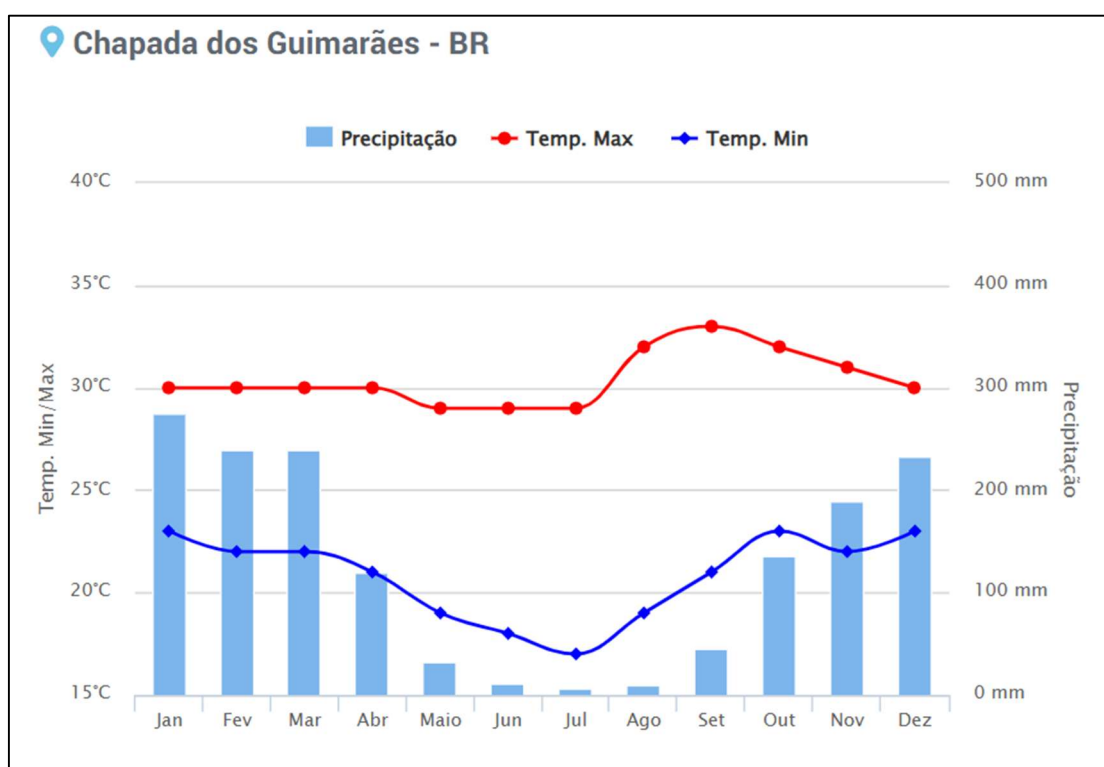 Chapada dos Guimarães - BR
Precipitação Temp. Max Temp. Min
40°C 500 mm
35°C 400 mm
30°C 300 mm
25°C 200 mm
20°C 100 mm
15°C 0 mm
Temp. Min/Max
Precipitação
Jan Fev Mar Abr Maio Jun Jul Ago Set Out Nov Dez